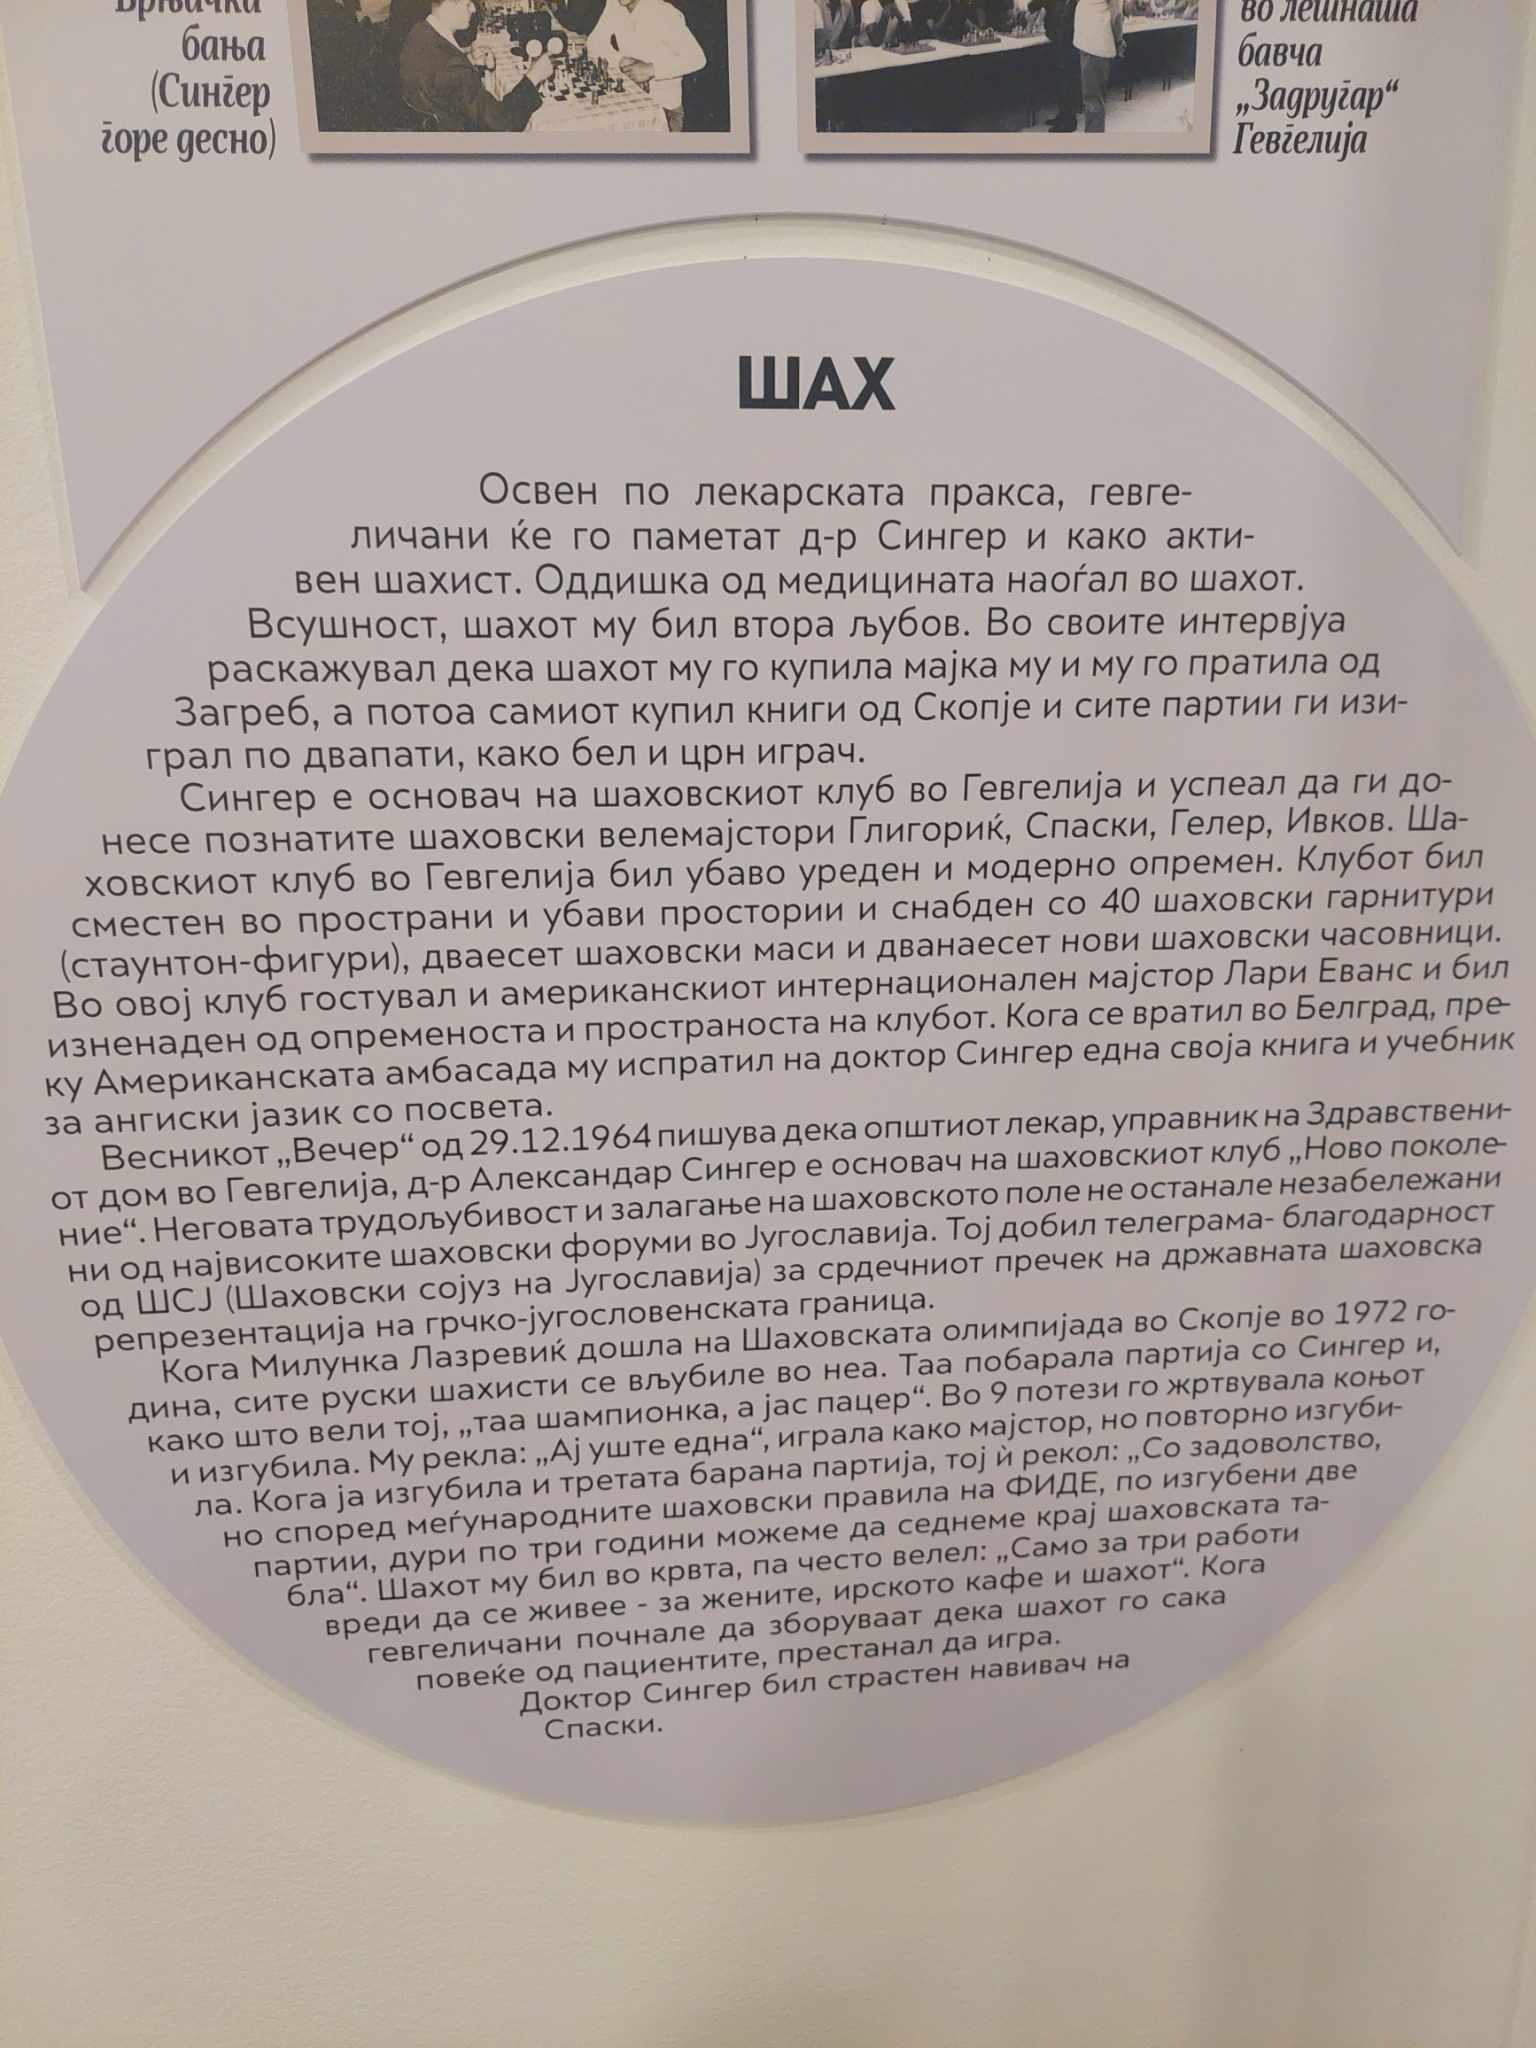 Врњачка
бања
(Сингер
горе десно)
во летната
бавча
„Задругар“
Гевгелија
ШАХ
Освен по лекарската пракса, гевге-
личани ќе го паметат д-р Сингер и како акти-
вен шахист. Оддишка од медицината наоѓал во шахот.
Всушност, шахот му бил втора љубов. Во своите интервјуа
раскажувал дека шахот му го купила мајка му и му го пратила од
Загреб, а потоа самиот купил книги од Скопје и сите партии ги изи-
грал по двапати, како бел и црн играч.
Сингер е основач на шаховскиот клуб во Гевгелија и успеал да ги до-
несе познатите шаховски велемајстори Глигориќ, Спаски, Гелер, Ивков. Ша-
ховскиот клуб во Гевгелија бил убаво уреден и модерно опремен. Клубот бил
сместен во пространи и убави простории и снабден со 40 шаховски гарнитури
(стаунтон-фигури), дваесет шаховски маси и дванаесет нови шаховски часовници.
Во овој клуб гостувал и американскиот интернационален мајстор Лари Еванс и бил
изненаден од опременоста и пространоста на клубот. Кога се вратил во Белград, пре-
ку Американската амбасада му испратил на доктор Сингер една своја книга и учебник
за ангиски јазик со посвета.
Весникот „Вечер“ од 29.12.1964 пишува дека општиот лекар, управник на Здравствени-
от дом во Гевгелија, д-р Александар Сингер е основач на шаховскиот клуб „Ново поколе-
ние“. Неговата трудољубивост и залагање на шаховското поле не останале незабележани
ни од највисоките шаховски форуми во Југославија. Тој добил телеграма- благодарност
од ШСЈ (Шаховски сојуз на Југославија) за срдечниот пречек на државната шаховска
репрезентација на грчко-југословенската граница.
Кога Милунка Лазревиќ дошла на Шаховската олимпијада во Скопје во 1972 го-
дина, сите руски шахисти се вљубиле во неа. Таа побарала партија со Сингер и,
како што вели тој, „таа шампионка, а јас пацер“. Во 9 потези го жртвувала коњот
и изгубила. Му рекла: „Ај уште една“, играла како мајстор, но повторно изгуби-
ла. Кога ја изгубила и третата барана партија, тој ѝ рекол: „Со задоволство,
но според меѓународните шаховски правила на ФИДЕ, по изгубени две
партии, дури по три години можеме да седнеме крај шаховската та-
бла“. Шахот му бил во крвта, па често велел: „Само за три работи
вреди да се живее - за жените, ирското кафе и шахот“. Кога
гевгеличани почнале да зборуваат дека шахот го сака
повеќе од пациентите, престанал да игра.
Доктор Сингер бил страстен навивач на
Спаски.